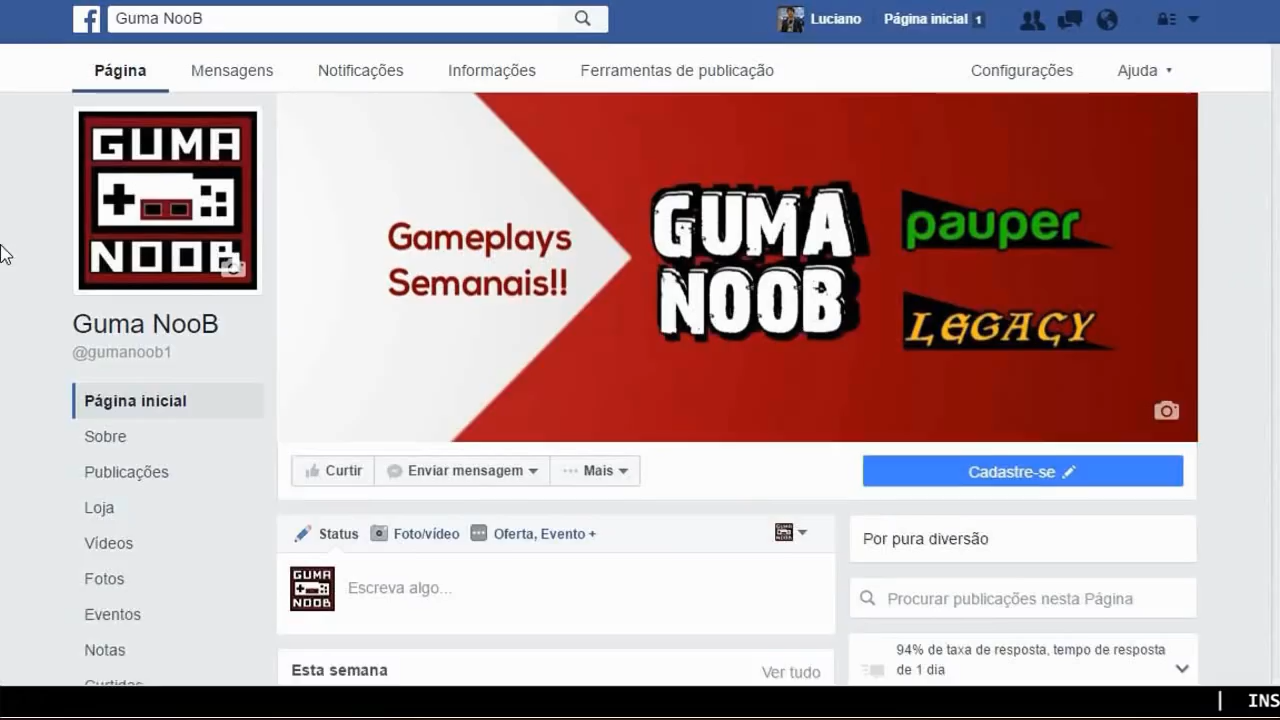 Guma NooB
Luciano
Página inicial 1
Página
Mensagens
Notificações
Informações
Ferramentas de publicação
Configurações
Ajuda
GUMA
NOOB
Gameplays
Semanais!!
GUMA
NOOB
pauper
LEGACY
Guma NooB
@gumanoob1
Página inicial
Sobre
Publicações
Loja
Vídeos
Fotos
Eventos
Notas
Curtidas
Curtir
Enviar mensagem
Mais
Cadastre-se
Status
Foto/vídeo
Oferta, Evento +
GUMA
NOOB
Escreva algo...
Por pura diversão
Procurar publicações nesta Página
Esta semana
Ver tudo
94% de taxa de resposta, tempo de resposta
de 1 dia
| INS